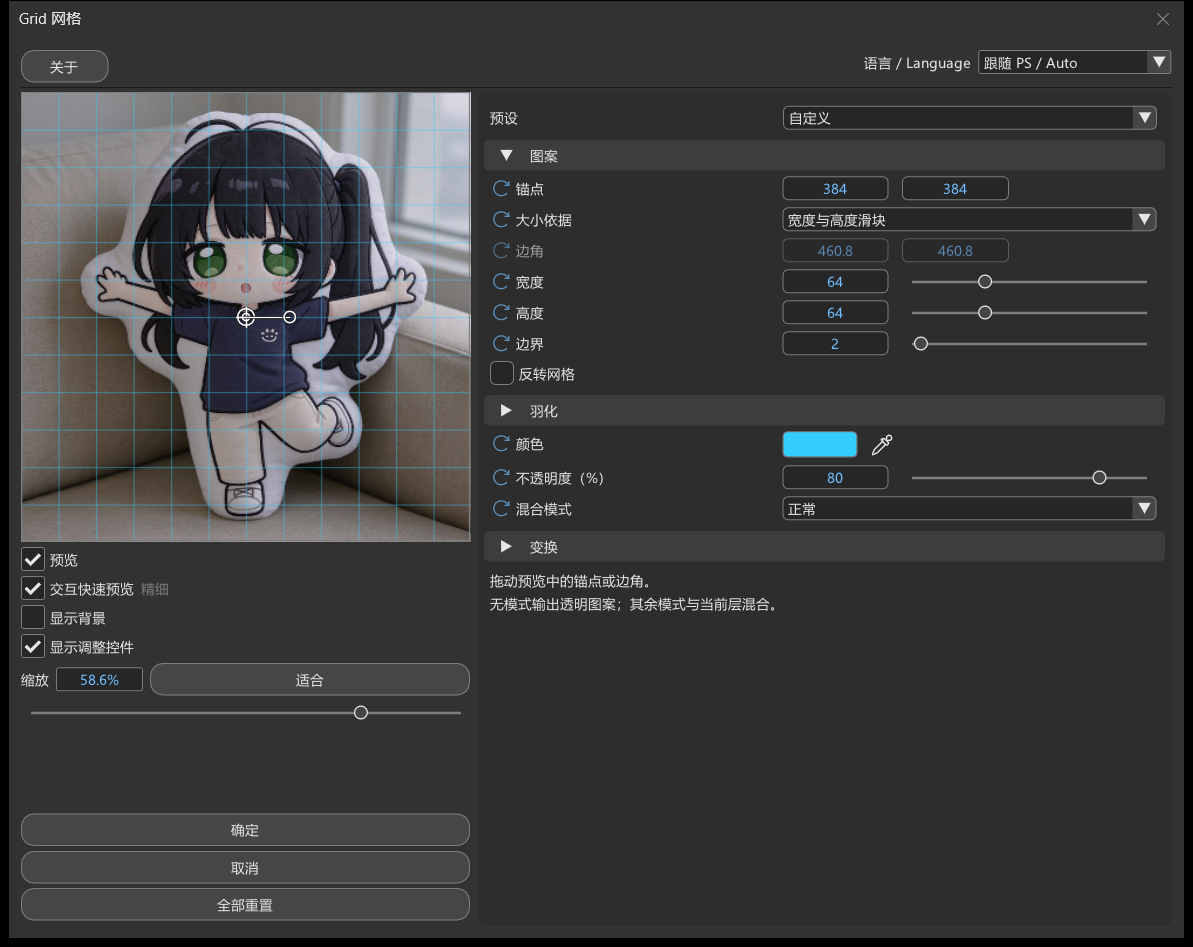 Grid 网格
关于
语言 / Language 跟随 PS / Auto
预设 自定义
图案
锚点 384 384
大小依据 宽度与高度滑块
边角 460.8 460.8
宽度 64
高度 64
边界 2
反转网格
羽化
颜色
不透明度（%） 80
混合模式 正常
变换
拖动预览中的锚点或边角。
无模式输出透明图案；其余模式与当前层混合。
预览
交互快速预览 精细
显示背景
显示调整控件
缩放 58.6% 适合
确定
取消
全部重置